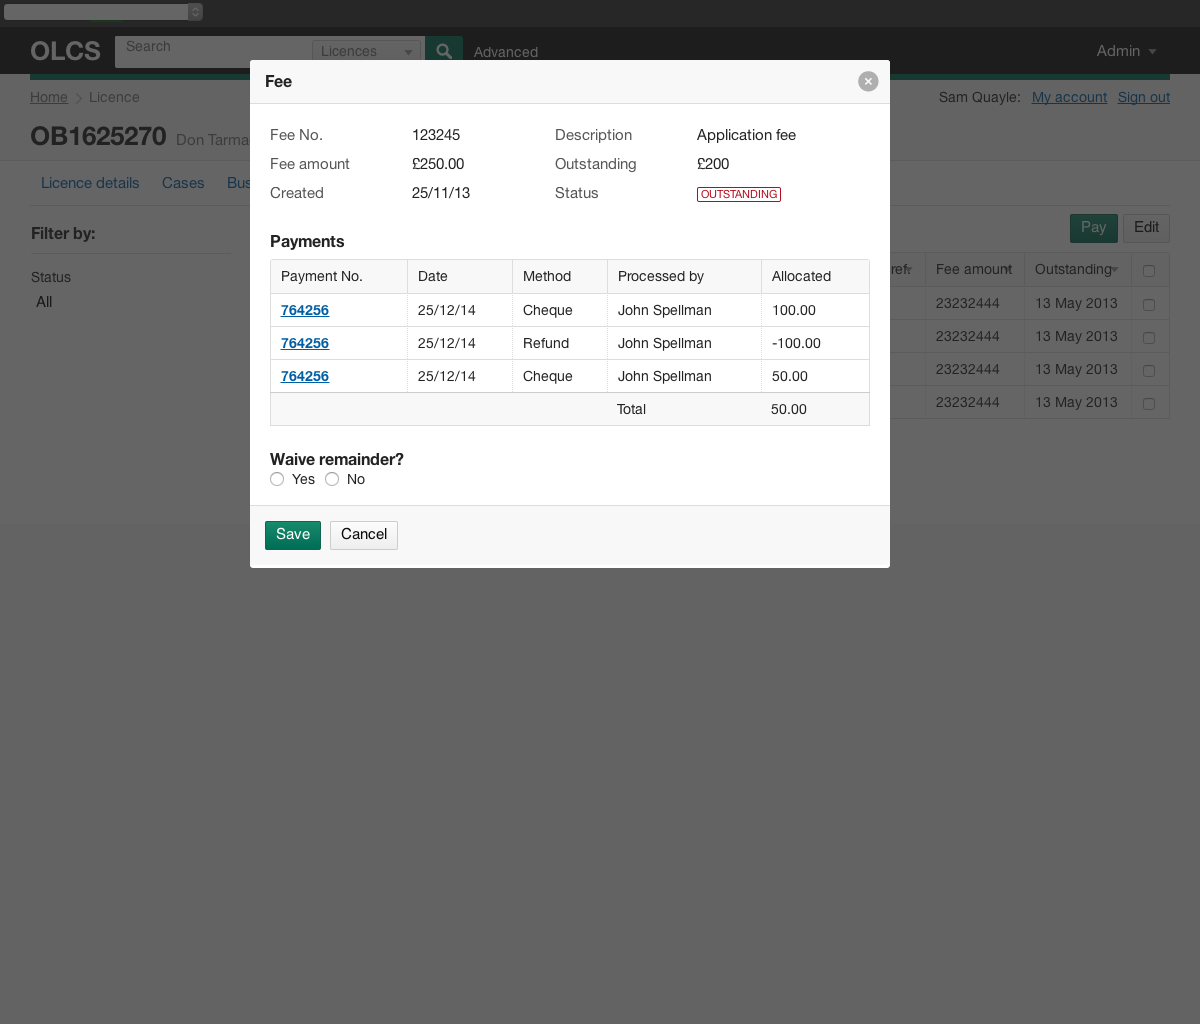 OLCS Search Licences Advanced Admin
Home Licence Sam Quayle: My account Sign out
OB1625270 Don Tarma
Licence details Cases Bus
Filter by:
Status
All
Pay Edit
ref Fee amount Outstanding
23232444 13 May 2013
23232444 13 May 2013
23232444 13 May 2013
23232444 13 May 2013
Fee
Fee No. 123245 Description Application fee
Fee amount £250.00 Outstanding £200
Created 25/11/13 Status OUTSTANDING
Payments
Payment No. Date Method Processed by Allocated
764256 25/12/14 Cheque John Spellman 100.00
764256 25/12/14 Refund John Spellman -100.00
764256 25/12/14 Cheque John Spellman 50.00
Total 50.00
Waive remainder?
Yes No
Save Cancel